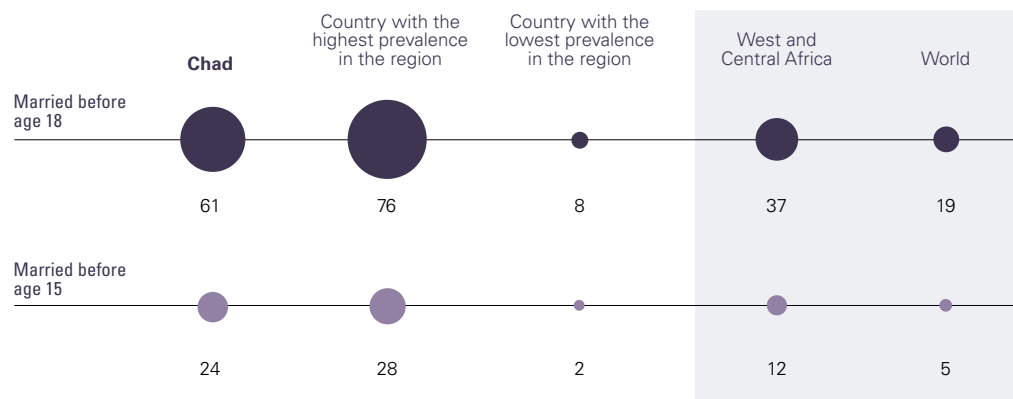 Chad
Country with the
highest prevalence
in the region
Country with the
lowest prevalence
in the region
West and
Central Africa
World
Married before
age 18
61
76
8
37
19
Married before
age 15
24
28
2
12
5